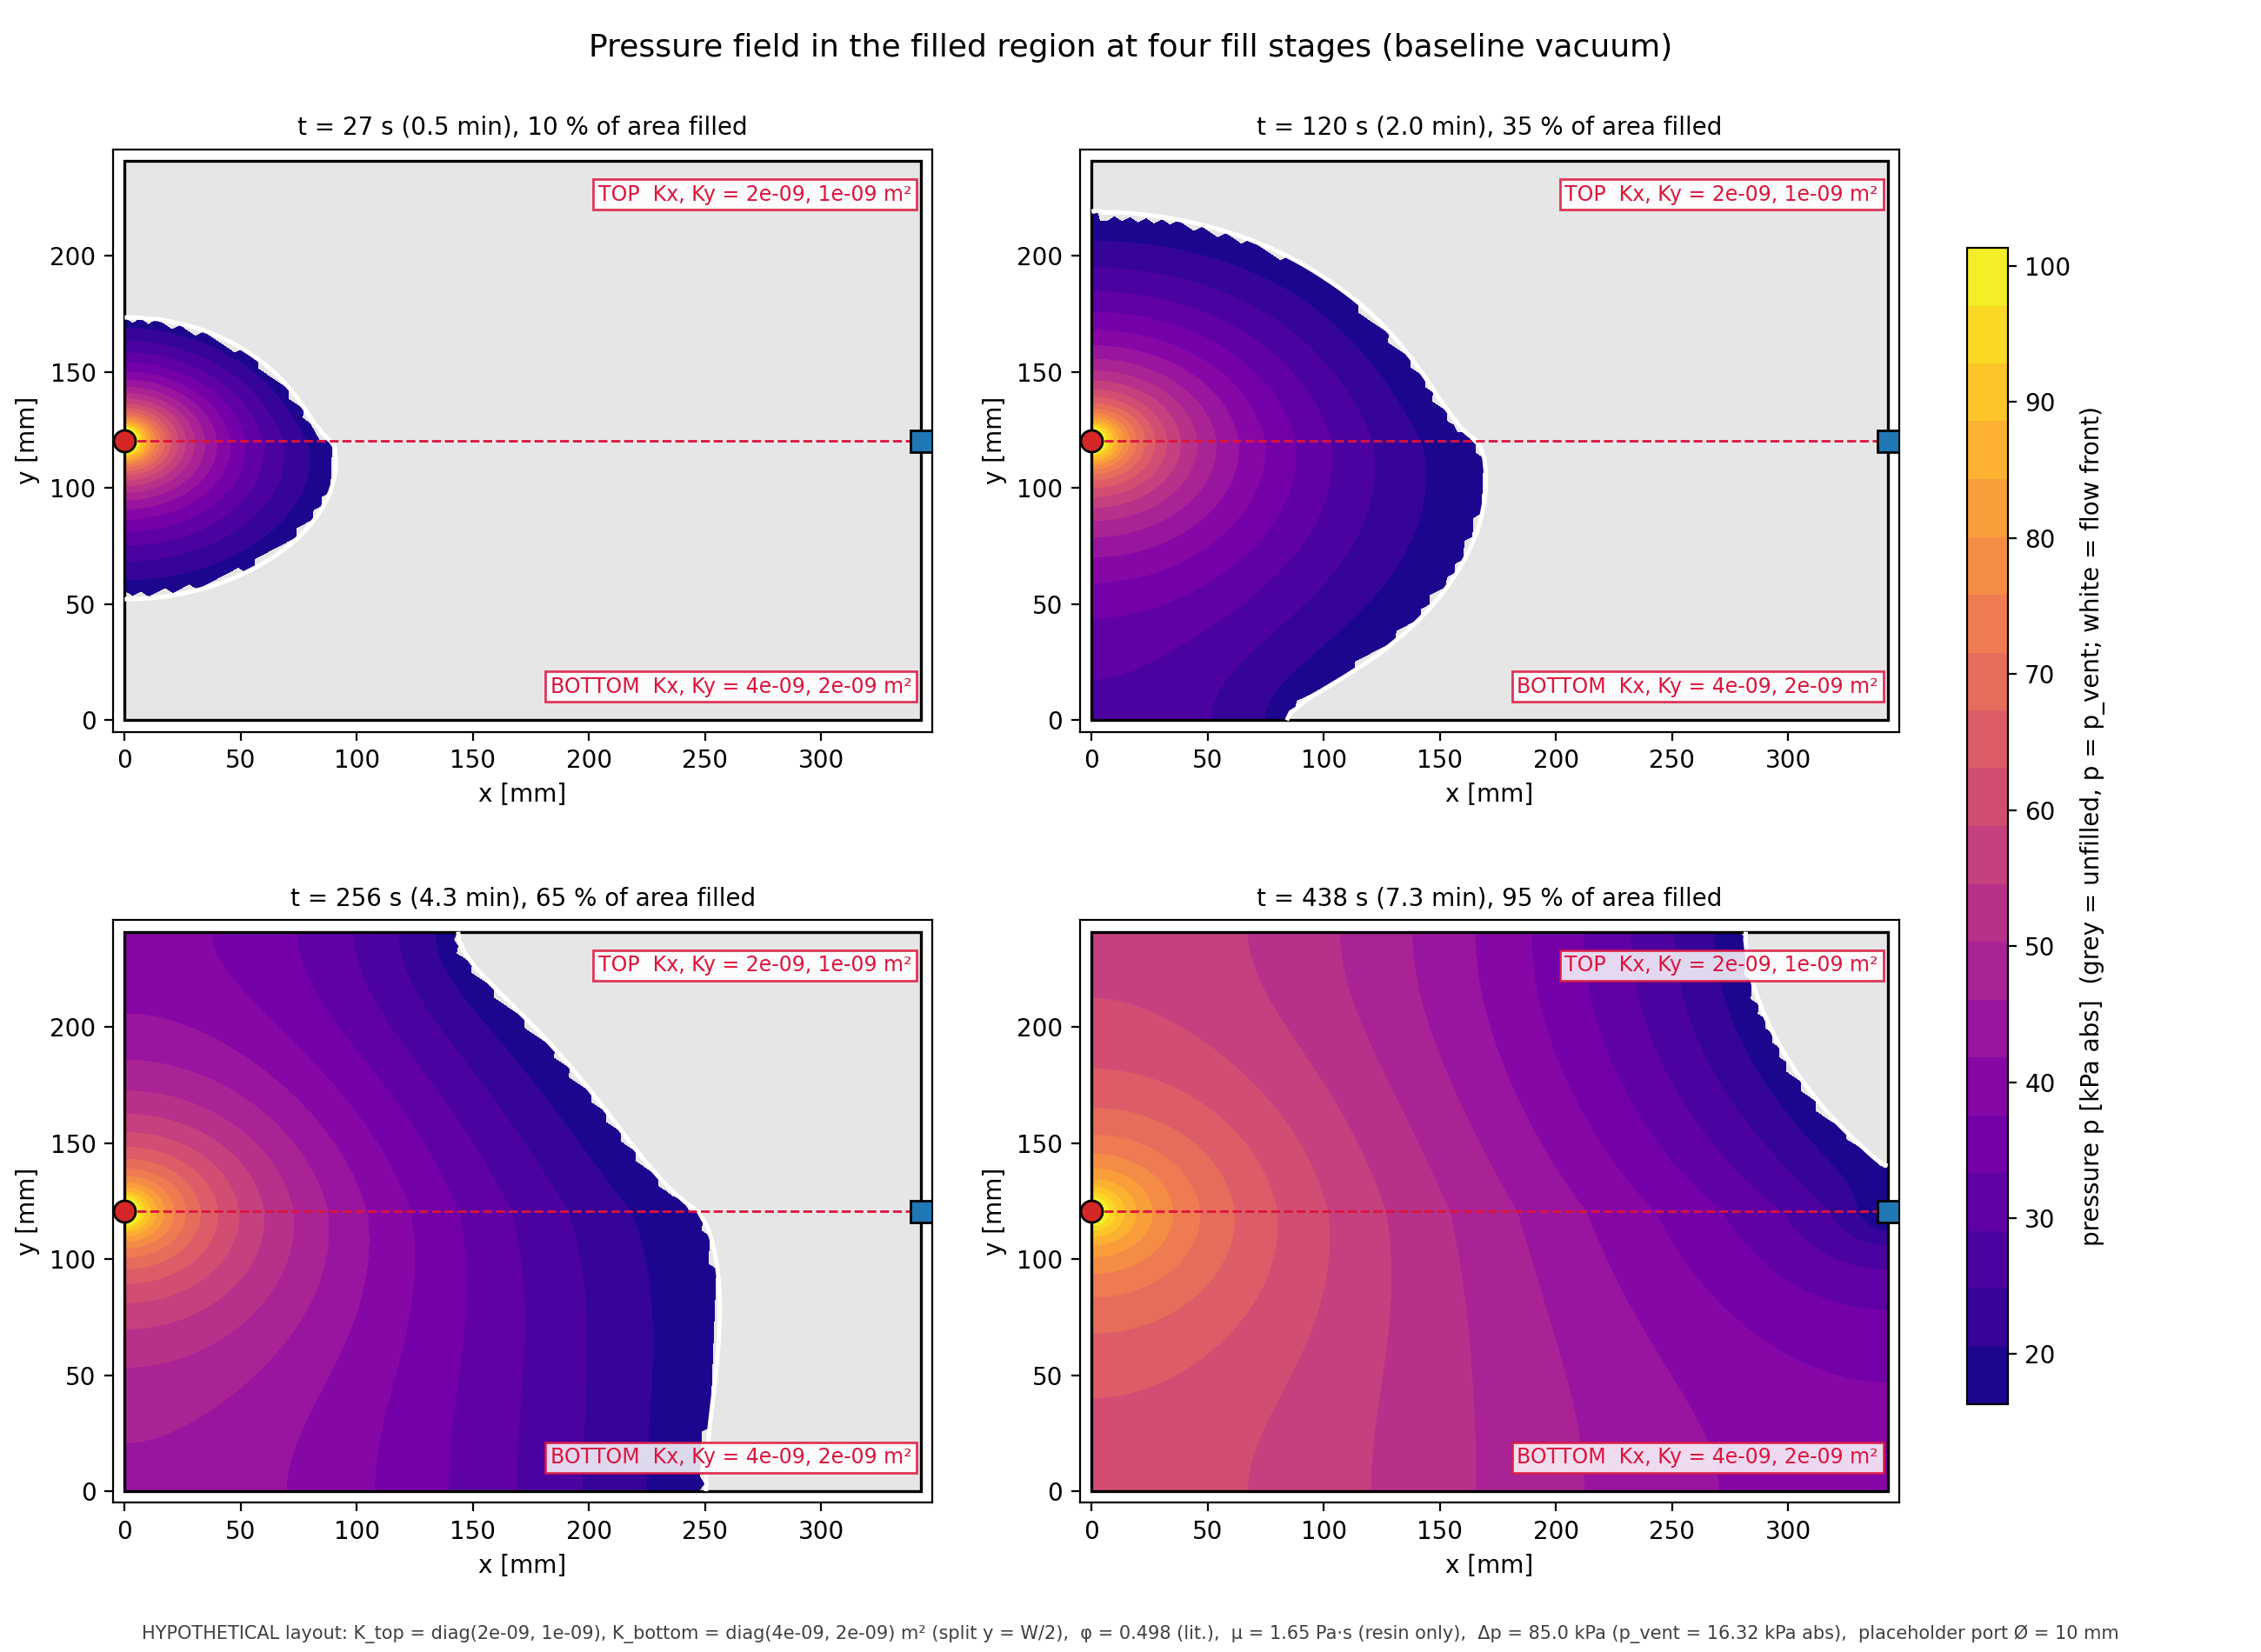 Pressure field in the filled region at four fill stages (baseline vacuum)
t = 27 s (0.5 min), 10 % of area filled
TOP  Kx, Ky = 2e-09, 1e-09 m²
BOTTOM  Kx, Ky = 4e-09, 2e-09 m²
y [mm]
200
150
100
50
0
0 50 100 150 200 250 300
x [mm]
t = 120 s (2.0 min), 35 % of area filled
TOP  Kx, Ky = 2e-09, 1e-09 m²
BOTTOM  Kx, Ky = 4e-09, 2e-09 m²
y [mm]
200
150
100
50
0
0 50 100 150 200 250 300
x [mm]
t = 256 s (4.3 min), 65 % of area filled
TOP  Kx, Ky = 2e-09, 1e-09 m²
BOTTOM  Kx, Ky = 4e-09, 2e-09 m²
y [mm]
200
150
100
50
0
0 50 100 150 200 250 300
x [mm]
t = 438 s (7.3 min), 95 % of area filled
TOP  Kx, Ky = 2e-09, 1e-09 m²
BOTTOM  Kx, Ky = 4e-09, 2e-09 m²
y [mm]
200
150
100
50
0
0 50 100 150 200 250 300
x [mm]
100
90
80
70
60
50
40
30
20
pressure p [kPa abs]  (grey = unfilled, p = p_vent; white = flow front)
HYPOTHETICAL layout: K_top = diag(2e-09, 1e-09), K_bottom = diag(4e-09, 2e-09) m² (split y = W/2),  φ = 0.498 (lit.),  μ = 1.65 Pa·s (resin only),  Δp = 85.0 kPa (p_vent = 16.32 kPa abs),  placeholder port Ø = 10 mm